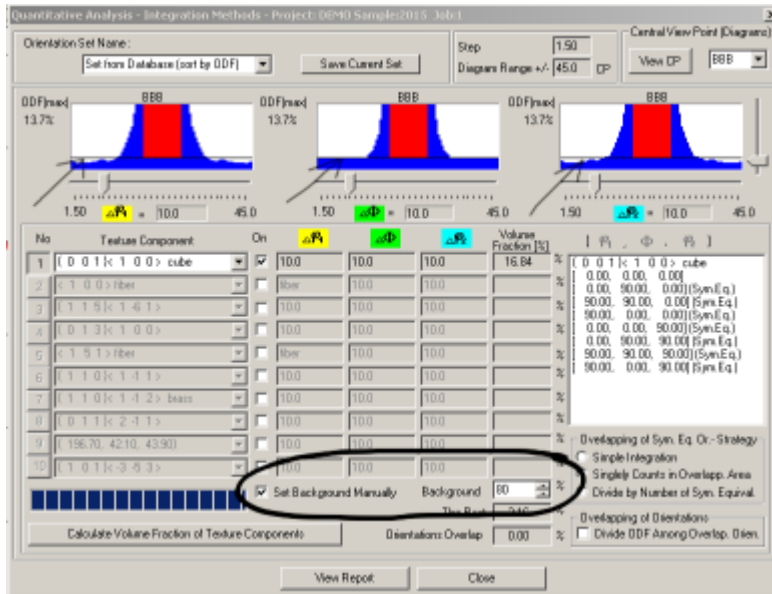 Quantitative Analysis - Integration Methods - Project: DEMO Sample:2015 Job:1
Orientation Set Name :
Set from Database (sort by ODF)
Save Current Set
Step 1.50
Diagram Range +/- 45.0
Central View Point (Diagrams)
View CP BBB
ODF(max) BBB ODF(max) BBB ODF(max) BBB
13.7% 13.7% 13.7%
1.50 = 10.0 45.0 1.50 = 10.0 45.0 = 10.0 45.0
No Texture Component On Volume Fraction [%]
1 ( 0 0 1)< 1 0 0> cube 10.0 10.0 10.0 16.84 %
2 < 1 0 0> fiber fiber 10.0 10.0 %
3 ( 1 1 5)< 1 -6 1> 10.0 10.0 10.0 %
4 ( 0 1 3)< 1 0 0> 10.0 10.0 10.0 %
5 < 1 5 1> fiber fiber 10.0 10.0 %
6 ( 1 1 0)< 1 -1 1> 10.0 10.0 10.0 %
7 ( 1 1 0)< 1 -1 2> brass 10.0 10.0 10.0 %
8 ( 0 1 1)< 2 -1 1> 10.0 10.0 10.0 %
9 ( 196.70, 42.10, 43.90) 10.0 10.0 10.0 %
10 ( 1 0 1)<-3 -5 3> 10.0 10.0 10.0 %
( 0 0 1)< 1 0 0> cube
0.00, 0.00, 0.00
0.00, 90.00, 0.00](Sym.Eq.)
90.00, 90.00, 0.00](Sym.Eq.)
90.00, 0.00, 0.00](Sym.Eq.)
0.00, 0.00, 90.00](Sym.Eq.)
0.00, 90.00, 90.00](Sym.Eq.)
90.00, 90.00, 90.00](Sym.Eq.)
90.00, 0.00, 90.00](Sym.Eq.)
Set Background Manually Background 80 %
The Rest
Calculate Volume Fraction of Texture Components
Orientations Overlap 0.00 %
Overlapping of Sym. Eq. Or.- Strategy
Simple Integration
Singlely Counts in Overlapp. Area
Divide by Number of Sym. Equival.
Overlapping of Orientations
Divide ODF Among Overlap. Orien.
View Report Close